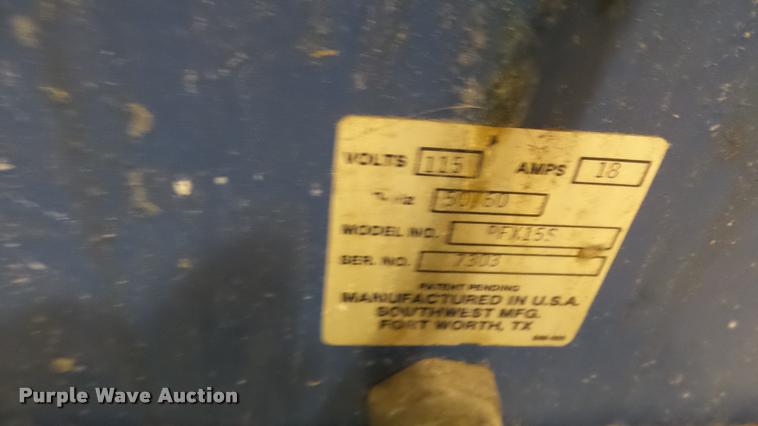 VOLTS 115 AMPS 18
50/60
MODEL NO. PFX15S
SER. NO. 7303
PATENT PENDING
MANUFACTURED IN U.S.A.
SOUTHWEST MFG.
FORT WORTH, TX
Purple Wave Auction